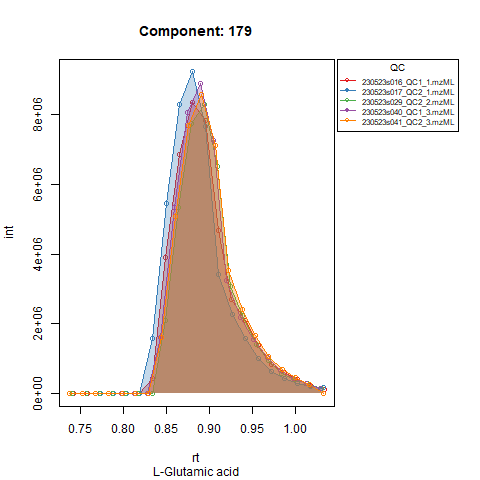 Component: 179
QC
230523s016_QC1_1.mzML
230523s017_QC2_1.mzML
230523s029_QC2_2.mzML
230523s040_QC1_3.mzML
230523s041_QC2_3.mzML
int
8e+06
6e+06
4e+06
2e+06
0e+00
0.75 0.80 0.85 0.90 0.95 1.00
rt
L-Glutamic acid